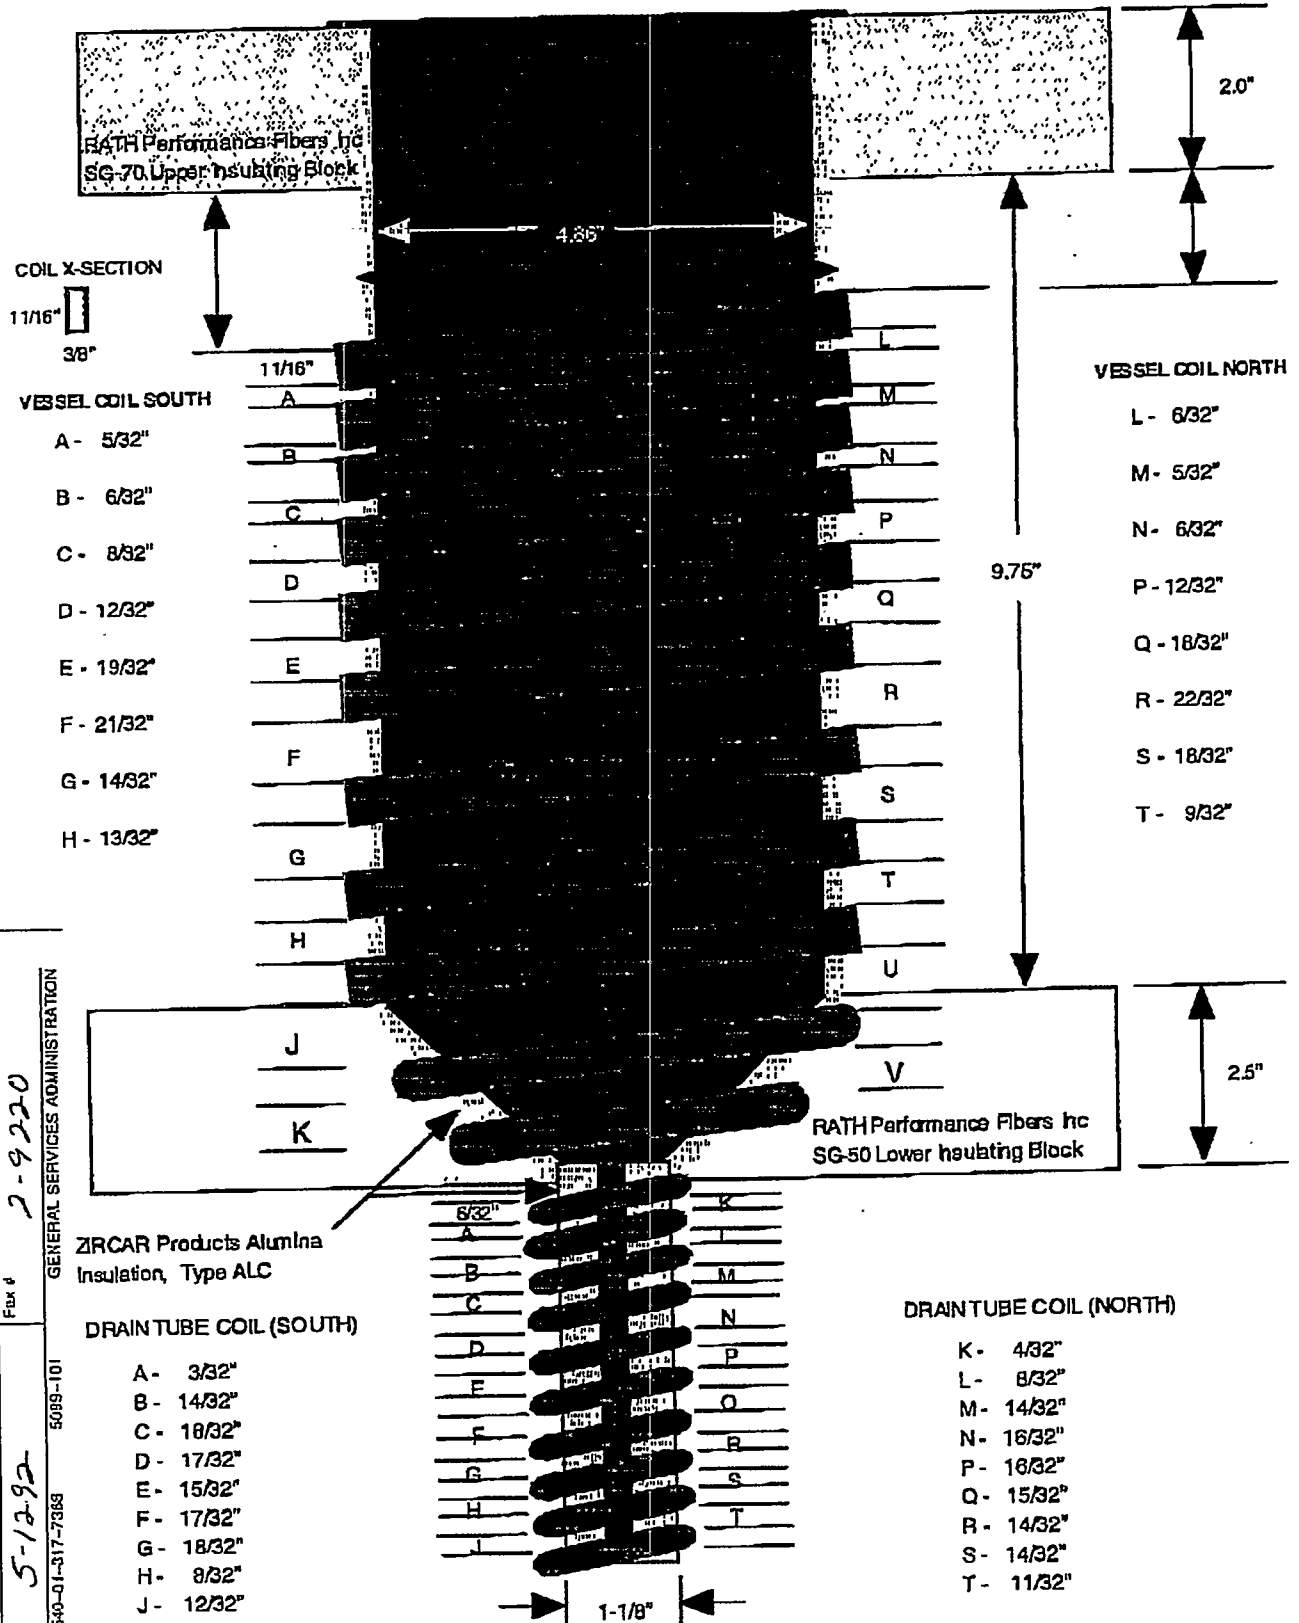 2.0"
RATH Performance Fibers Inc
SG-70 Upper Insulating Block
4.86"
COIL X-SECTION
11/16"
3/8"
11/16"
VESSEL COIL SOUTH
A - 5/32"
B - 6/32"
C - 8/32"
D - 12/32"
E - 19/32"
F - 21/32"
G - 14/32"
H - 13/32"
A
B
C
D
E
F
G
H
J
K
L
M
N
P
Q
R
S
T
U
V
9.75"
VESSEL COIL NORTH
L - 6/32"
M - 5/32"
N - 6/32"
P - 12/32"
Q - 18/32"
R - 22/32"
S - 18/32"
T - 9/32"
2.5"
RATH Performance Fibers Inc
SG-50 Lower Insulating Block
ZIRCAR Products Alumina
Insulation, Type ALC
6/32"
A
B
C
D
E
F
G
H
J
K
L
M
N
P
Q
R
S
T
DRAIN TUBE COIL (SOUTH)
A - 3/32"
B - 14/32"
C - 18/32"
D - 17/32"
E - 15/32"
F - 17/32"
G - 18/32"
H - 8/32"
J - 12/32"
DRAIN TUBE COIL (NORTH)
K - 4/32"
L - 8/32"
M - 14/32"
N - 16/32"
P - 16/32"
Q - 15/32"
R - 14/32"
S - 14/32"
T - 11/32"
1-1/8"
Fax #
2-9220
5-1292
540-01-317-7368 5099-101 GENERAL SERVICES ADMINISTRATION